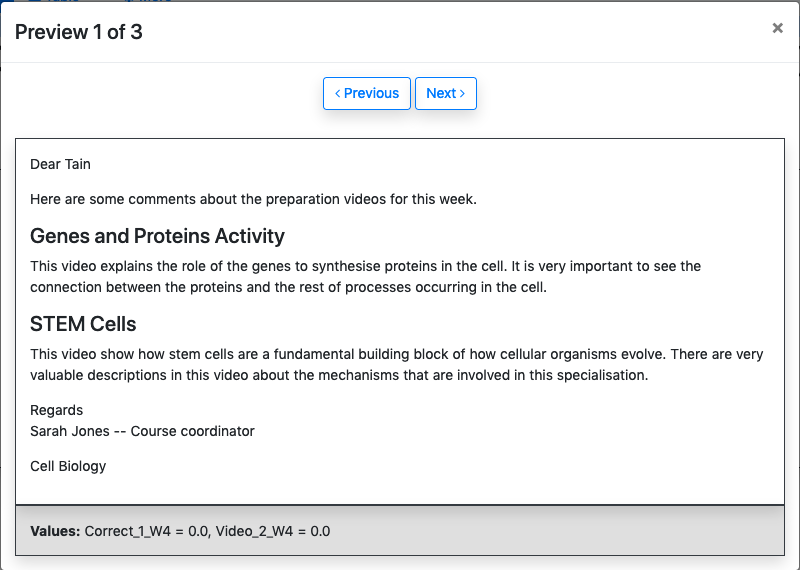 Preview 1 of 3
×
‹ Previous
Next ›
Dear Tain
Here are some comments about the preparation videos for this week.
Genes and Proteins Activity
This video explains the role of the genes to synthesise proteins in the cell. It is very important to see the
connection between the proteins and the rest of processes occurring in the cell.
STEM Cells
This video show how stem cells are a fundamental building block of how cellular organisms evolve. There are very
valuable descriptions in this video about the mechanisms that are involved in this specialisation.
Regards
Sarah Jones -- Course coordinator
Cell Biology
Values: Correct_1_W4 = 0.0, Video_2_W4 = 0.0